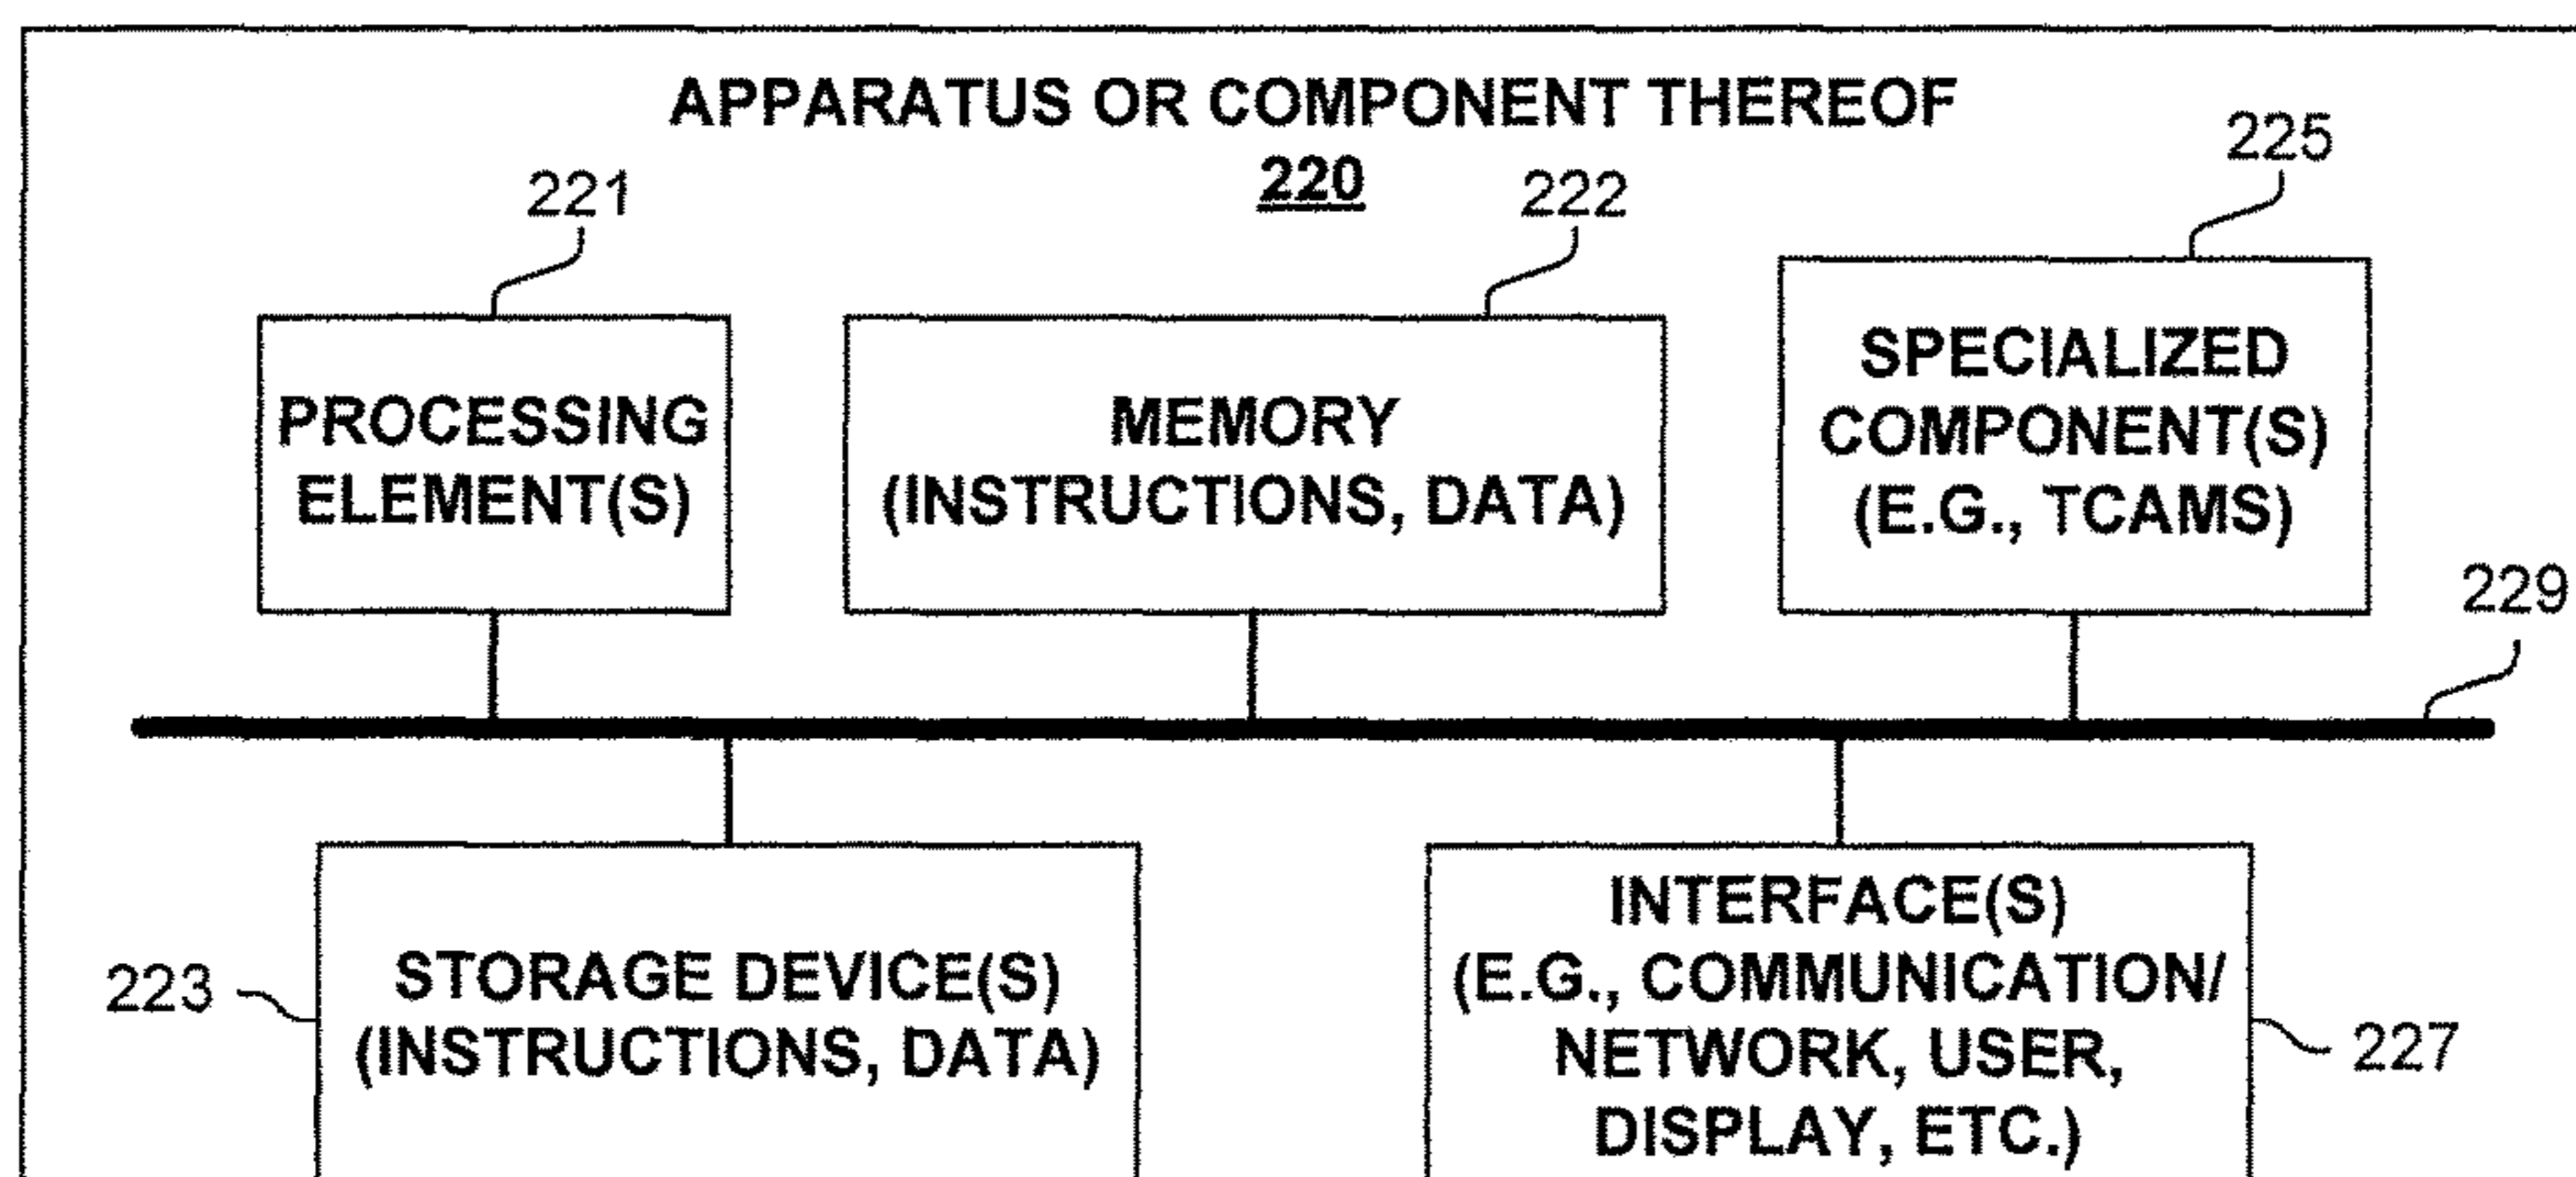 APPARATUS OR COMPONENT THEREOF
220
221
222
225
PROCESSING
ELEMENT(S)
MEMORY
(INSTRUCTIONS, DATA)
SPECIALIZED
COMPONENT(S)
(E.G., TCAMS)
229
223
STORAGE DEVICE(S)
(INSTRUCTIONS, DATA)
INTERFACE(S)
(E.G., COMMUNICATION/
NETWORK, USER,
DISPLAY, ETC.)
227